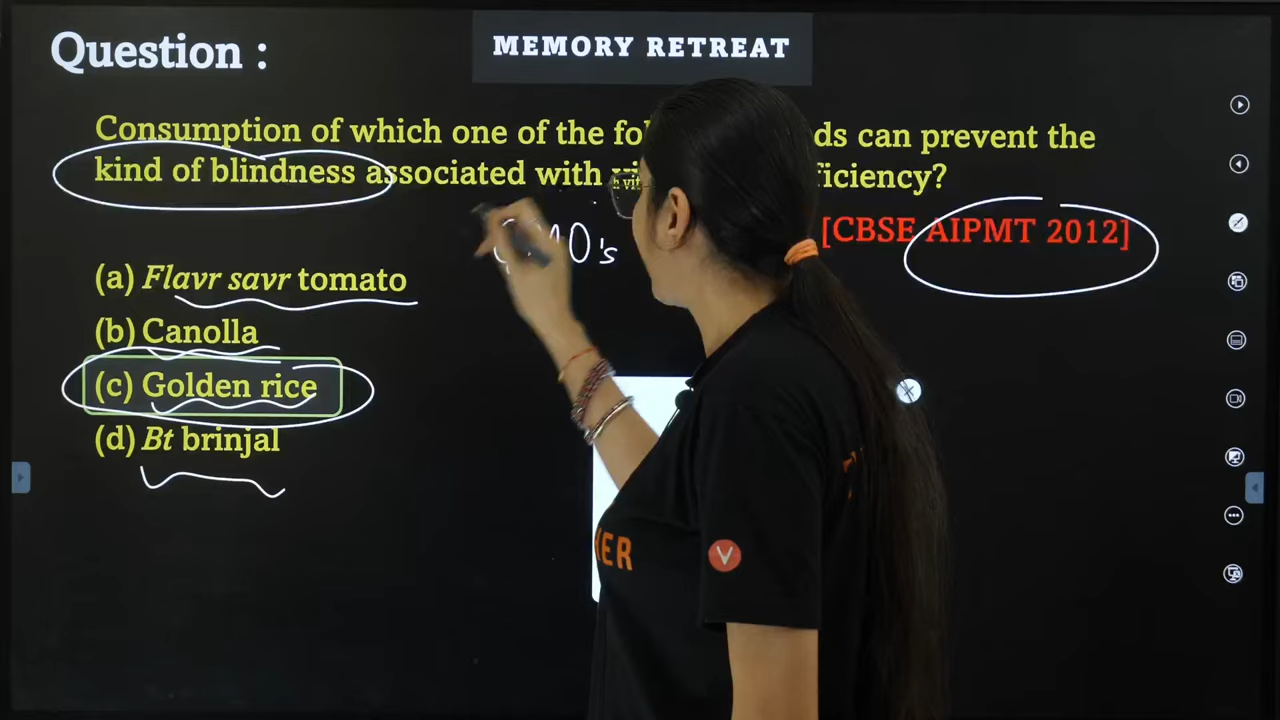 Question :
MEMORY RETREAT
Consumption of which one of the ds can prevent the
kind of blindness associated with ficiency?
[CBSE AIPMT 2012]
(a) Flavr savr tomato
(b) Canolla
(c) Golden rice
(d) Bt brinjal
V